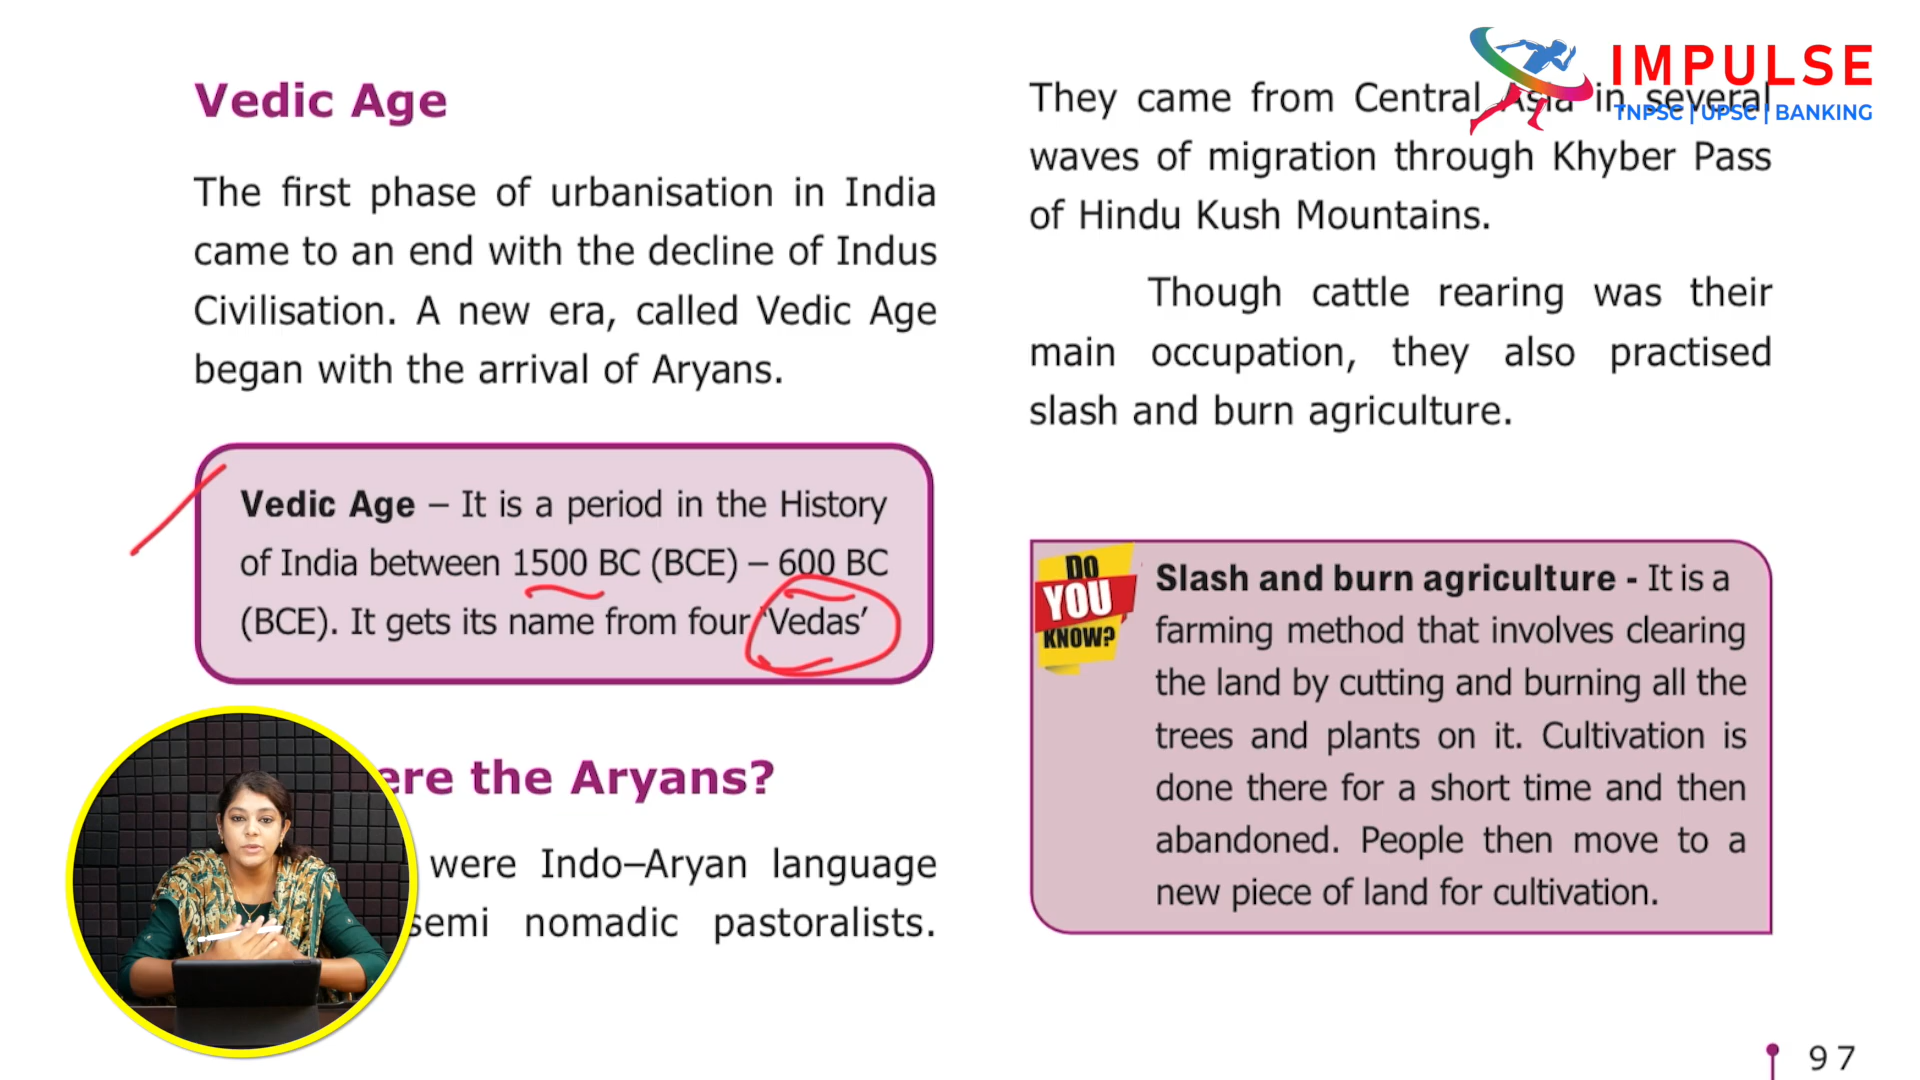 Vedic Age
The first phase of urbanisation in India
came to an end with the decline of Indus
Civilisation. A new era, called Vedic Age
began with the arrival of Aryans.
Vedic Age – It is a period in the History
of India between 1500 BC (BCE) – 600 BC
(BCE). It gets its name from four ‘Vedas’
ere the Aryans?
were Indo–Aryan language
semi nomadic pastoralists.
They came from Central Asia in several
waves of migration through Khyber Pass
of Hindu Kush Mountains.
Though cattle rearing was their
main occupation, they also practised
slash and burn agriculture.
DO
YOU
KNOW?
Slash and burn agriculture - It is a
farming method that involves clearing
the land by cutting and burning all the
trees and plants on it. Cultivation is
done there for a short time and then
abandoned. People then move to a
new piece of land for cultivation.
IMPULSE
TNPSC | UPSC | BANKING
97